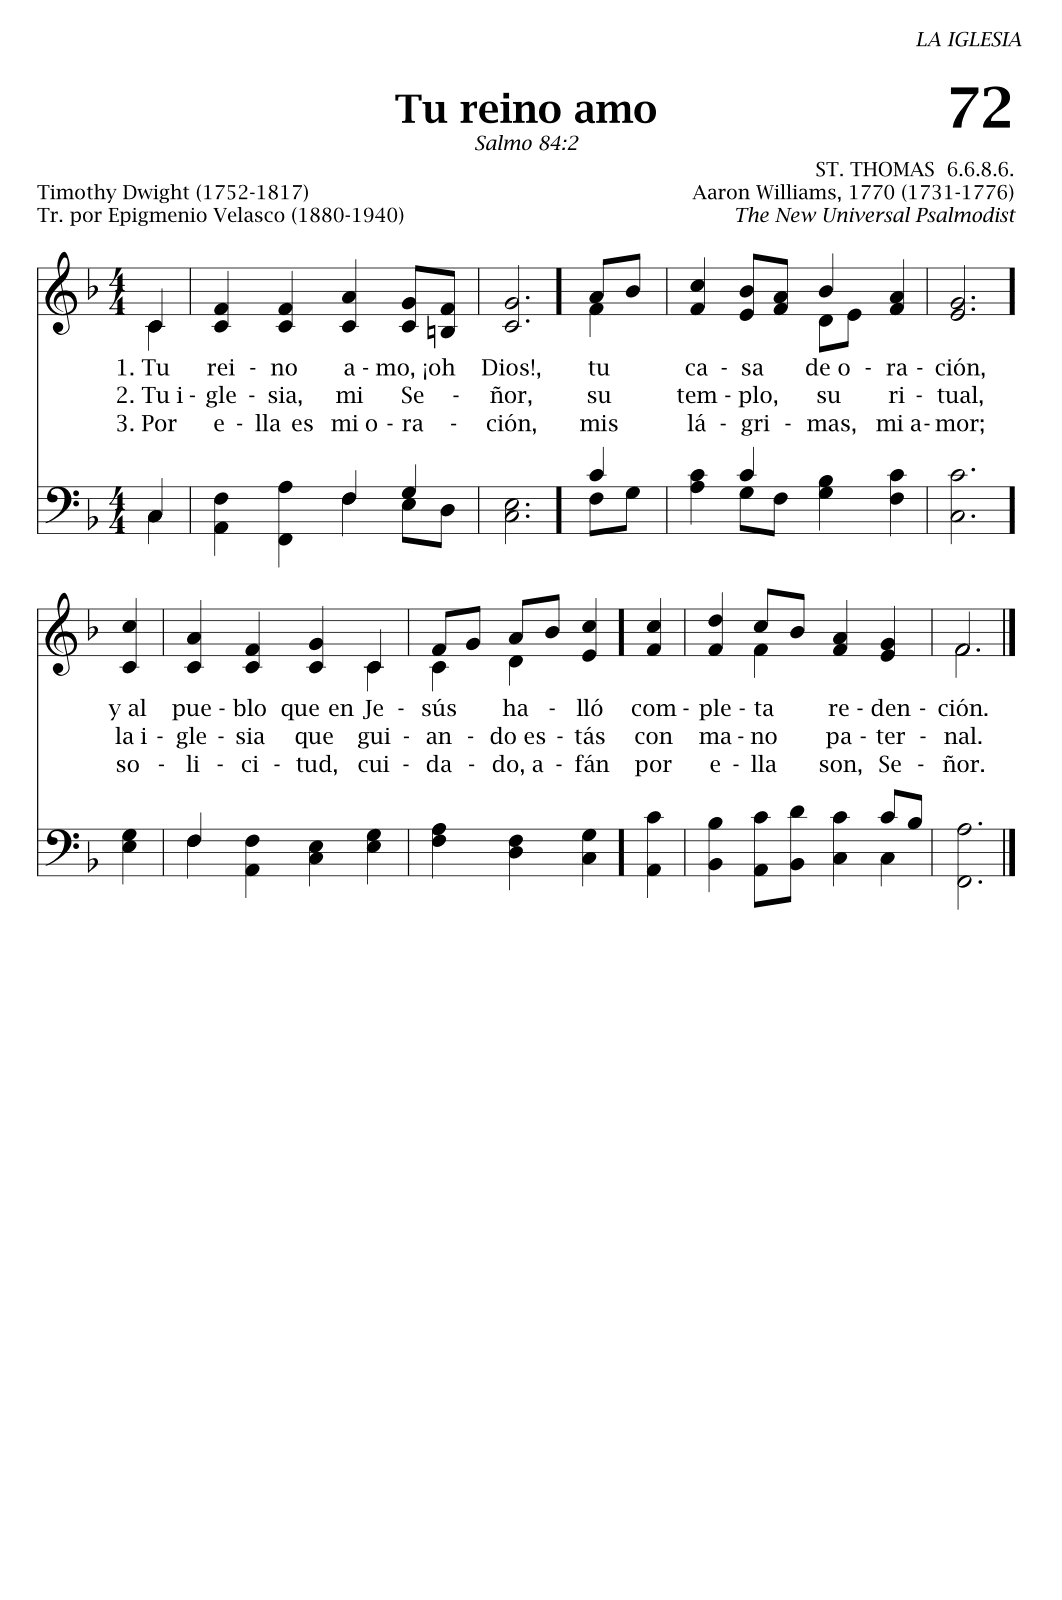 LA IGLESIA
Tu reino amo
72
Salmo 84:2
ST. THOMAS 6.6.8.6.
Timothy Dwight (1752-1817)
Aaron Williams, 1770 (1731-1776)
Tr. por Epigmenio Velasco (1880-1940)
The New Universal Psalmodist
1. Tu rei - no a - mo, ¡oh Dios!, tu ca - sa de o - ra - ción,
2. Tu i - gle - sia, mi Se - ñor, su tem - plo, su ri - tual,
3. Por e - lla es mi o - ra - ción, mis lá - gri - mas, mi a - mor;
y al pue - blo que en Je - sús ha - lló com - ple - ta re - den - ción.
la i - gle - sia que gui - an - do es - tás con ma - no pa - ter - nal.
so - li - ci - tud, cui - da - do, a - fán por e - lla son, Se - ñor.